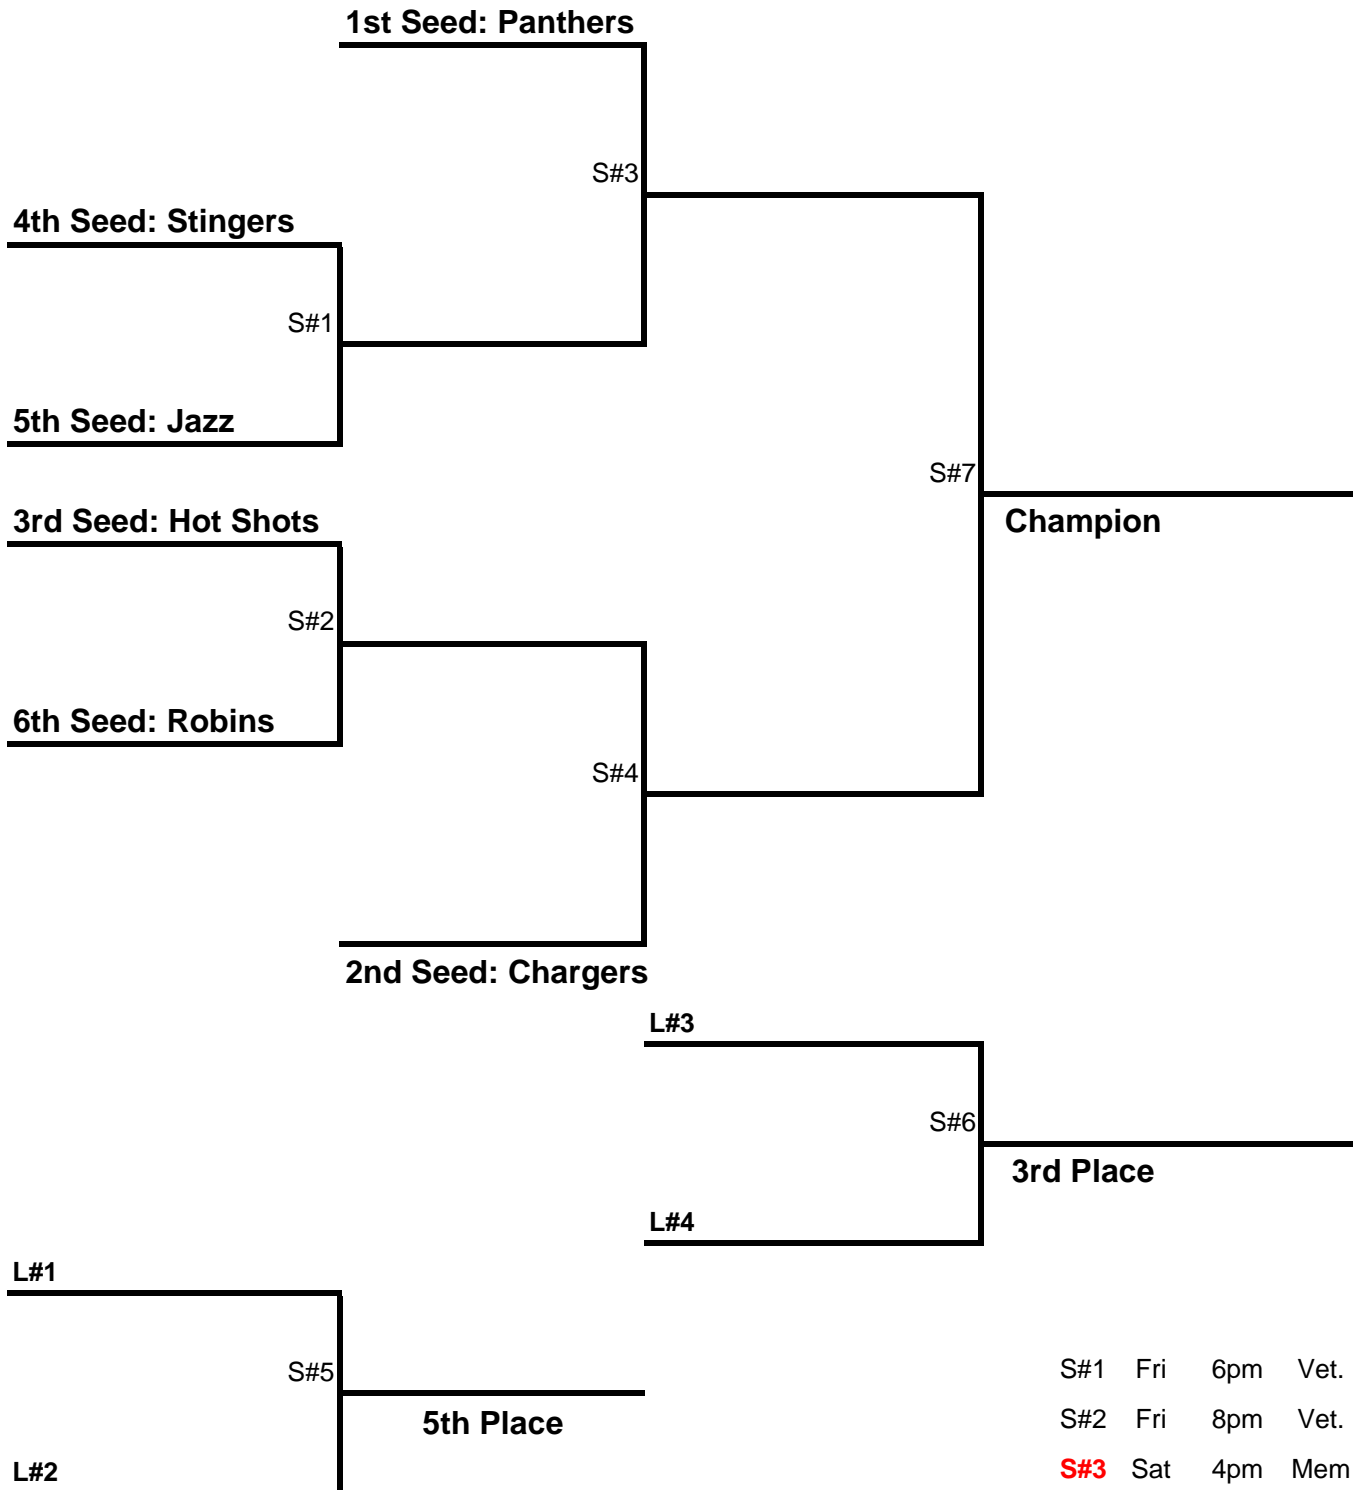 1st Seed: Panthers
S#3
4th Seed: Stingers
S#1
5th Seed: Jazz
S#7
3rd Seed: Hot Shots
Champion
S#2
6th Seed: Robins
S#4
2nd Seed: Chargers
L#3
S#6
3rd Place
L#4
L#1
S#5
5th Place
L#2
S#1 Fri 6pm Vet.
S#2 Fri 8pm Vet.
S#3 Sat 4pm Mem